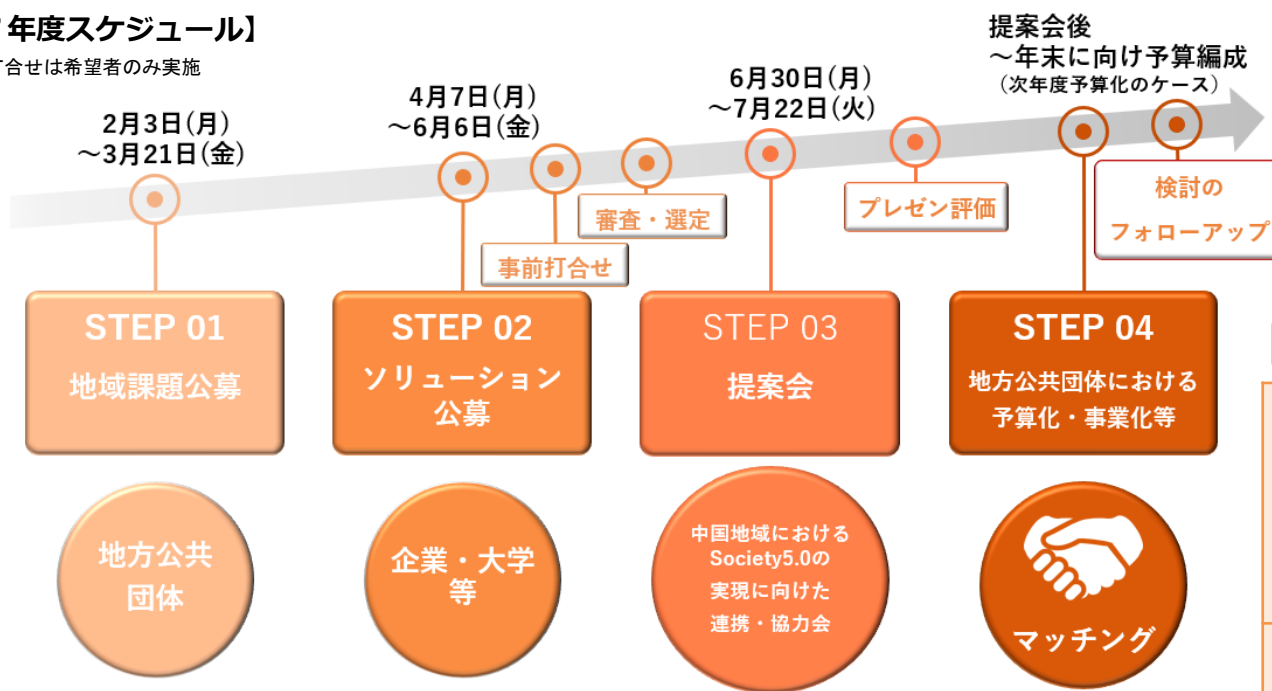 年度スケジュール】
合せは希望者のみ実施
2月3日(月)
～3月21日(金)
4月7日(月)
～6月6日(金)
6月30日(月)
～7月22日(火)
提案会後
～年末に向け予算編成
（次年度予算化のケース）
事前打合せ
審査・選定
プレゼン評価
検討の
フォローアップ
STEP 01
地域課題公募
STEP 02
ソリューション
公募
STEP 03
提案会
STEP 04
地方公共団体における
予算化・事業化等
地方公共
団体
企業・大学
等
中国地域における
Society5.0の
実現に向けた
連携・協力会
マッチング